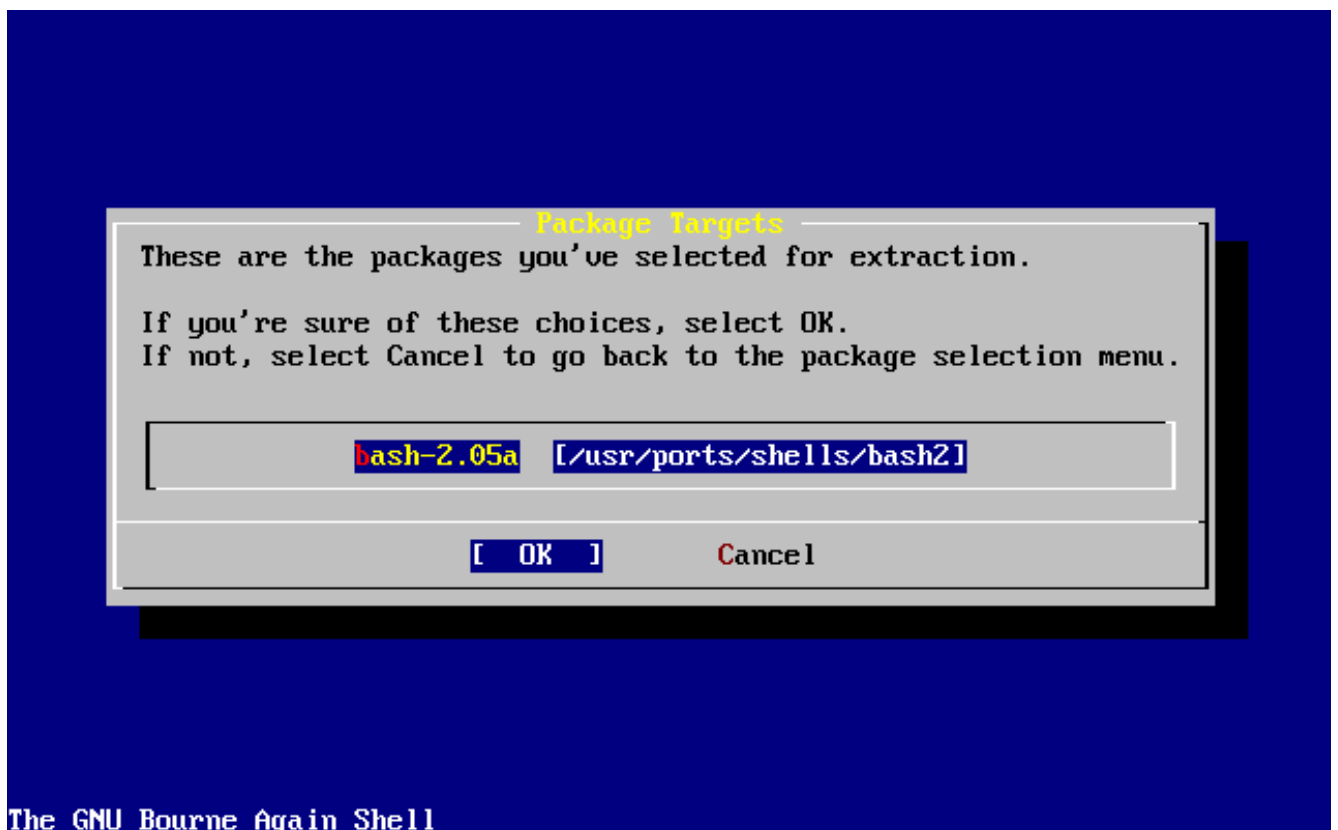 Package Targets
These are the packages you've selected for extraction.
If you're sure of these choices, select OK.
If not, select Cancel to go back to the package selection menu.
bash-2.05a [/usr/ports/shells/bash2]
[ OK ] Cancel
The GNU Bourne Again Shell